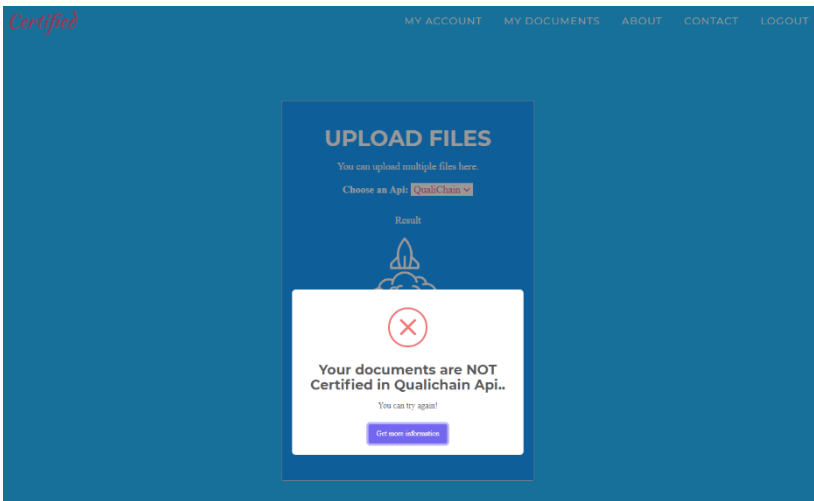 Certified
MY ACCOUNT MY DOCUMENTS ABOUT CONTACT LOGOUT
UPLOAD FILES
You can upload multiple files here.
Choose an Api: QualiChain
Result
Your documents are NOT
Certified in Qualichain Api..
You can try again!
Get more information